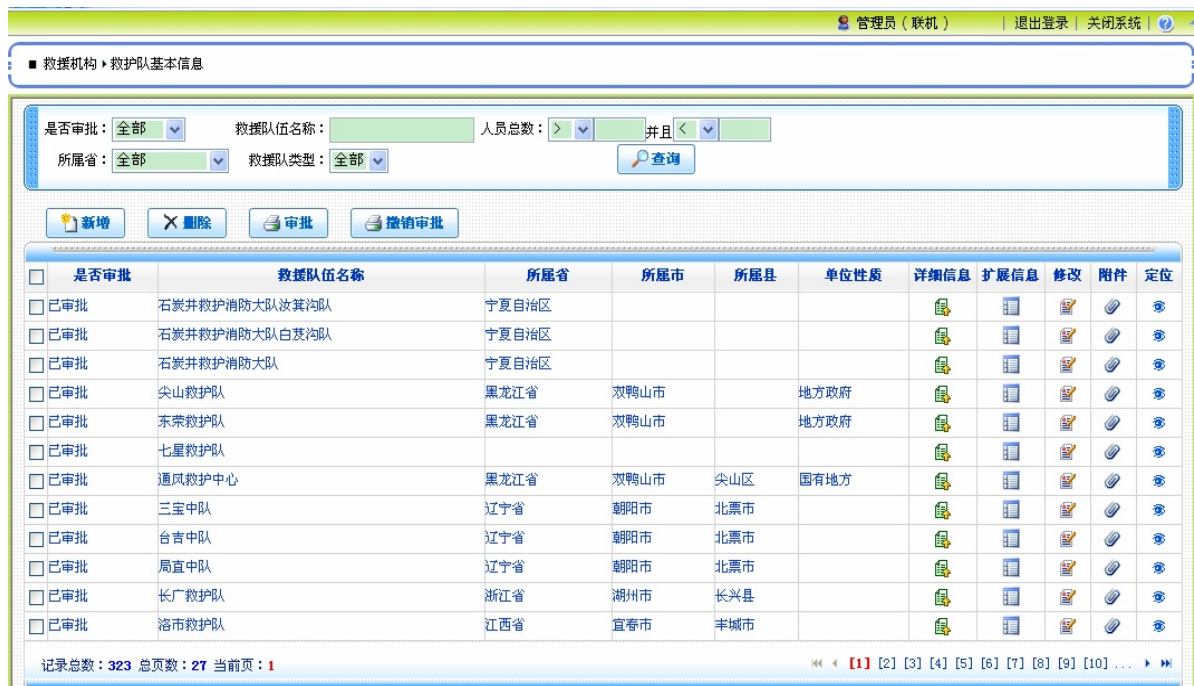 管理员（联机） | 退出登录 | 关闭系统 |
■ 救援机构 ▸ 救护队基本信息
是否审批： 全部 救援队伍名称： 人员总数： > 并且 <
所属省： 全部 救援队类型： 全部 查询
新增 删除 审批 撤销审批
是否审批 救援队伍名称 所属省 所属市 所属县 单位性质 详细信息 扩展信息 修改 附件 定位
已审批 石炭井救护消防大队汝箕沟队 宁夏自治区
已审批 石炭井救护消防大队白芨沟队 宁夏自治区
已审批 石炭井救护消防大队 宁夏自治区
已审批 尖山救护队 黑龙江省 双鸭山市 地方政府
已审批 东荣救护队 黑龙江省 双鸭山市 地方政府
已审批 七星救护队
已审批 通风救护中心 黑龙江省 双鸭山市 尖山区 国有地方
已审批 三宝中队 辽宁省 朝阳市 北票市
已审批 台吉中队 辽宁省 朝阳市 北票市
已审批 局直中队 辽宁省 朝阳市 北票市
已审批 长广救护队 浙江省 湖州市 长兴县
已审批 洛市救护队 江西省 宜春市 丰城市
记录总数：323 总页数：27 当前页：1 [1] [2] [3] [4] [5] [6] [7] [8] [9] [10] ...